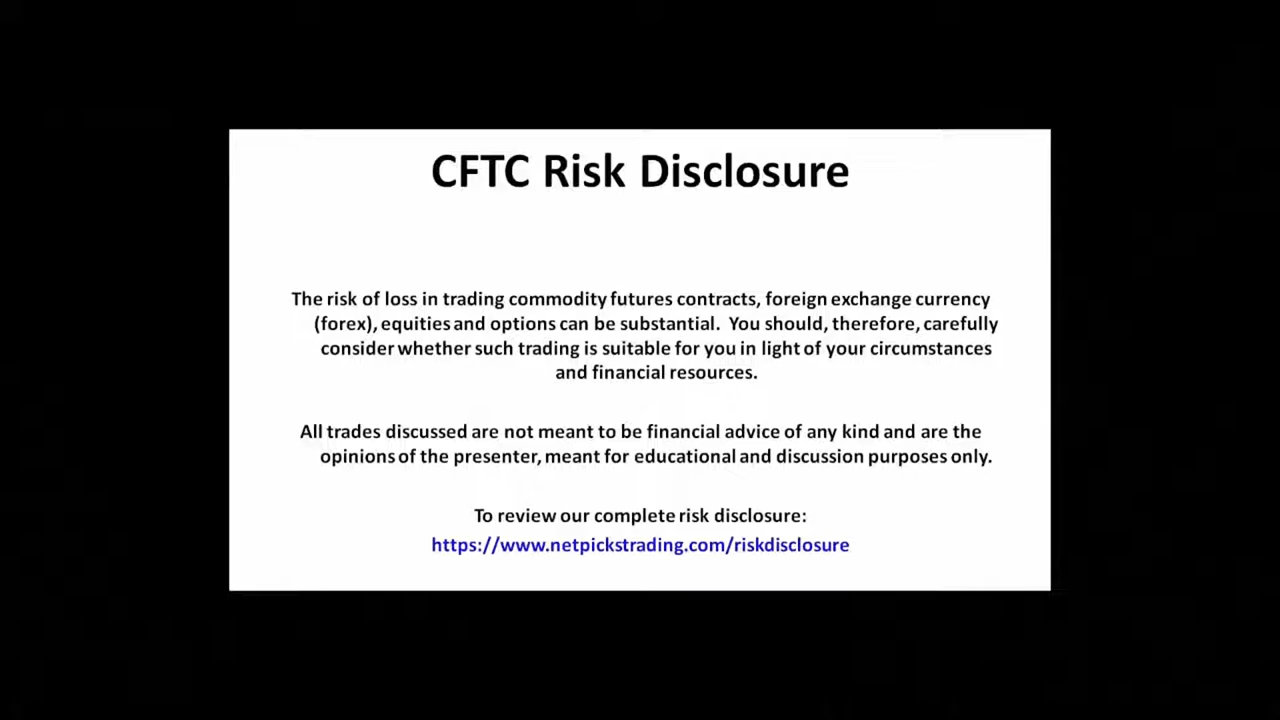 CFTC Risk Disclosure
The risk of loss in trading commodity futures contracts, foreign exchange currency
(forex), equities and options can be substantial. You should, therefore, carefully
consider whether such trading is suitable for you in light of your circumstances
and financial resources.
All trades discussed are not meant to be financial advice of any kind and are the
opinions of the presenter, meant for educational and discussion purposes only.
To review our complete risk disclosure:
https://www.netpickstrading.com/riskdisclosure